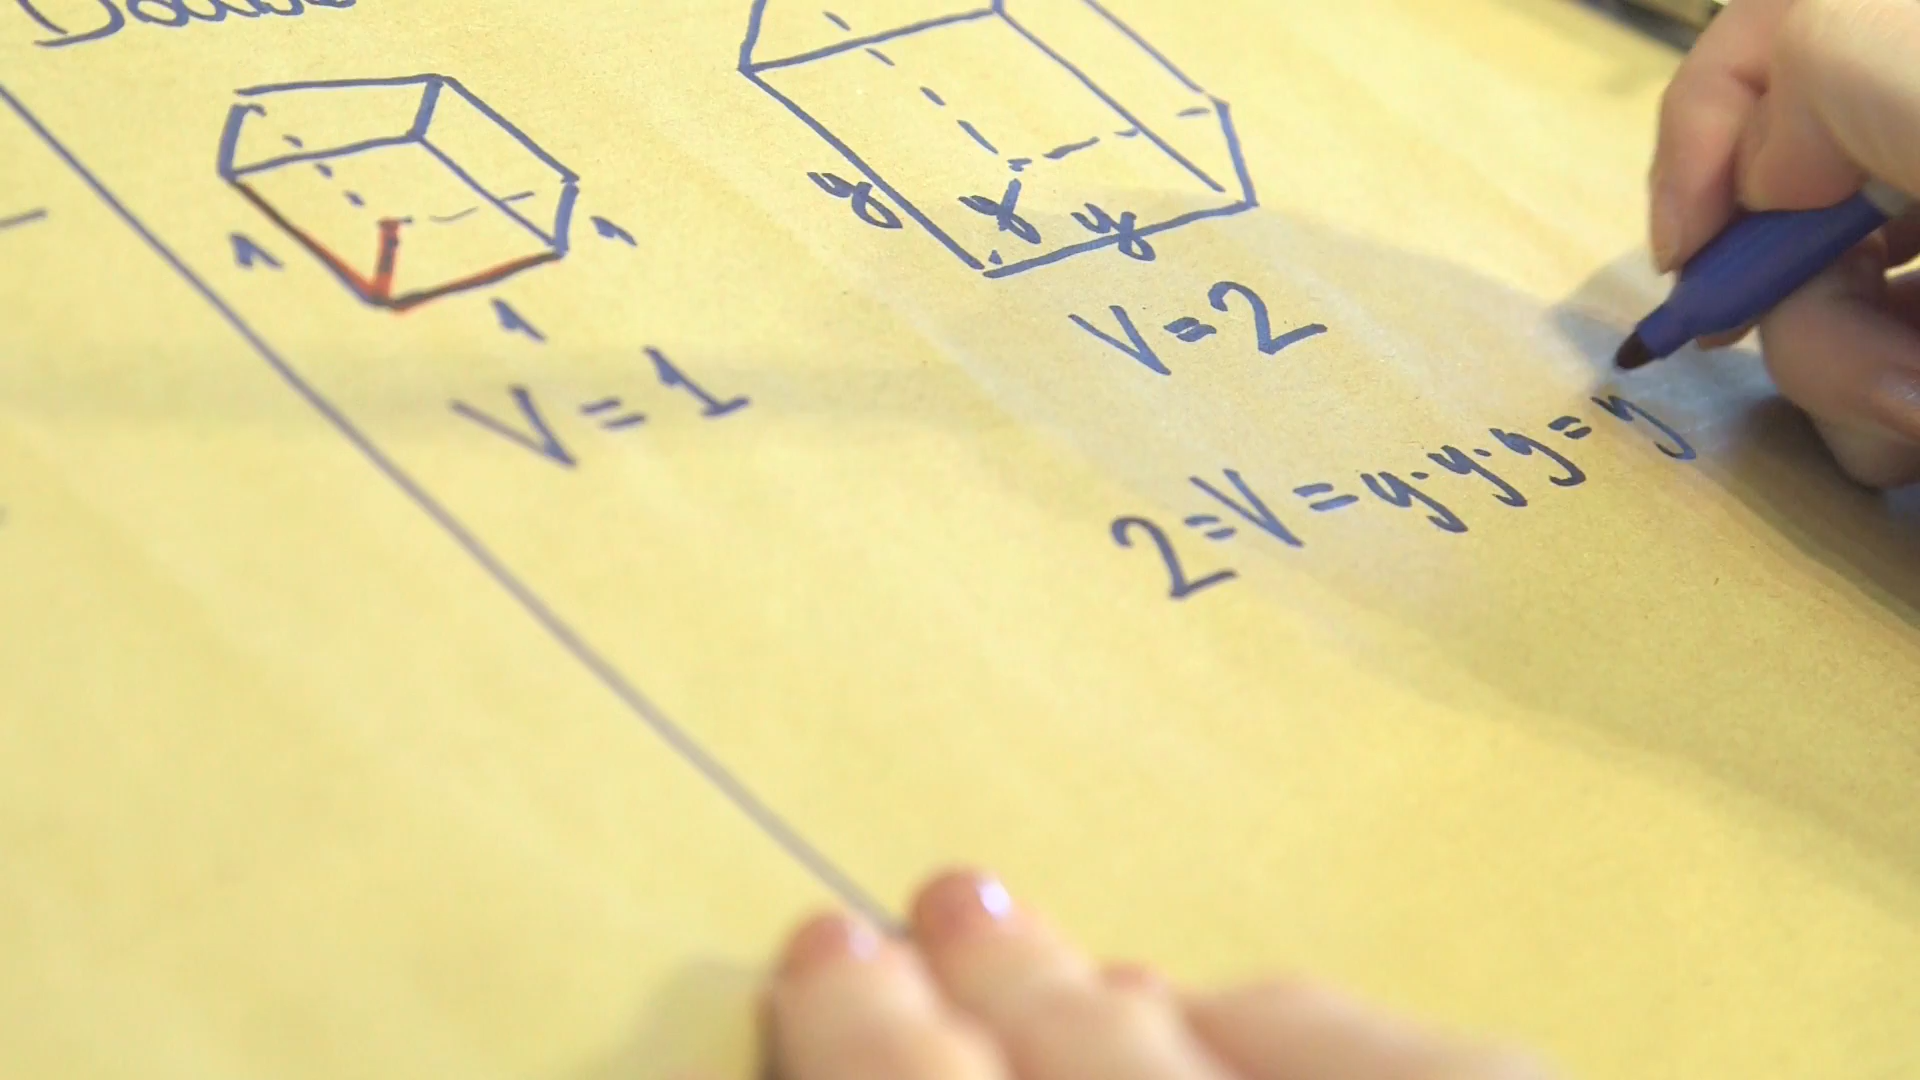 1
1
1
V = 1
y
y
y
V = 2
2 = V = y · y · y = y